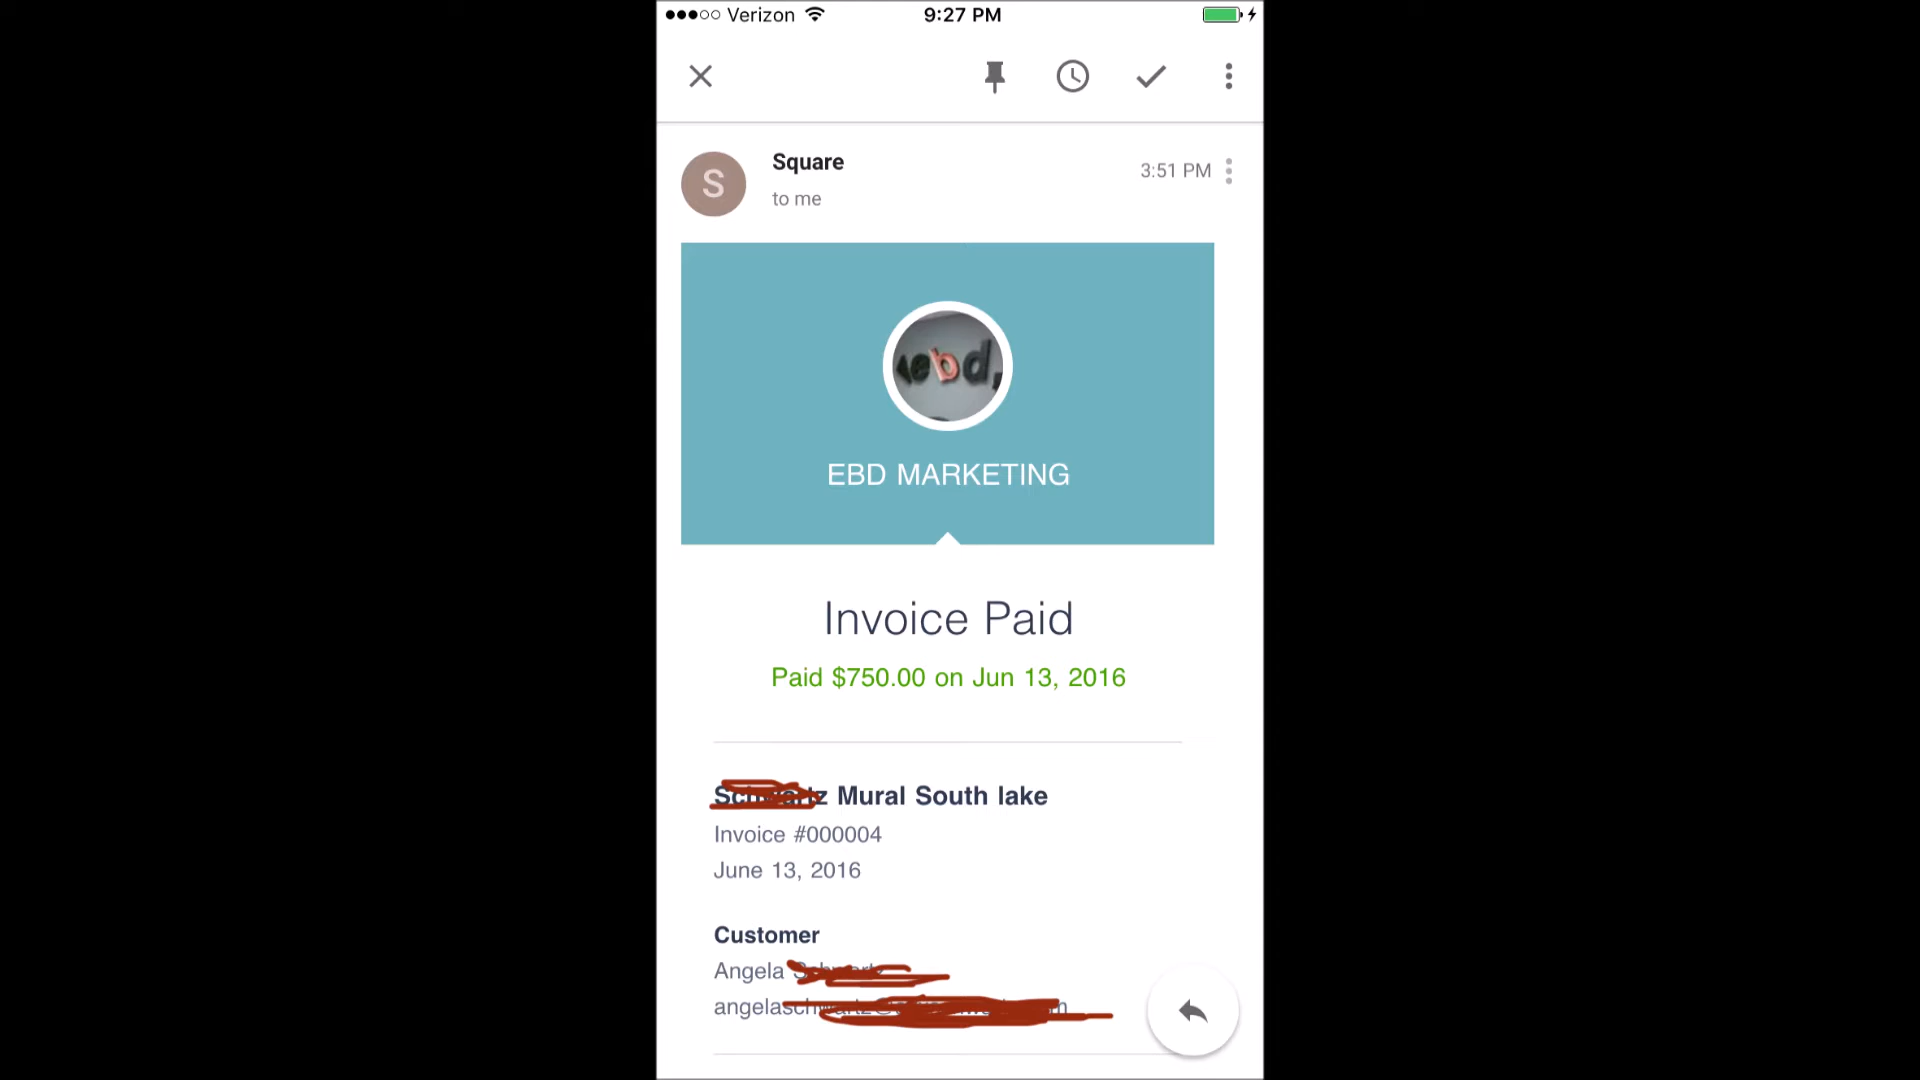 Verizon 9:27 PM
S
Square
3:51 PM
to me
ebd
EBD MARKETING
Invoice Paid
Paid $750.00 on Jun 13, 2016
Mural South lake
Invoice #000004
June 13, 2016
Customer
Angela